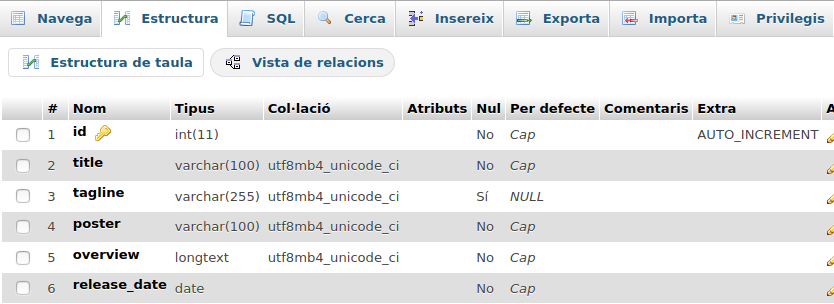 Navega Estructura SQL Cerca Insereix Exporta Importa Privilegis
Estructura de taula Vista de relacions
# Nom Tipus Col·lació Atributs Nul Per defecte Comentaris Extra A
1 id int(11) No Cap AUTO_INCREMENT
2 title varchar(100) utf8mb4_unicode_ci No Cap
3 tagline varchar(255) utf8mb4_unicode_ci Sí NULL
4 poster varchar(100) utf8mb4_unicode_ci No Cap
5 overview longtext utf8mb4_unicode_ci No Cap
6 release_date date No Cap